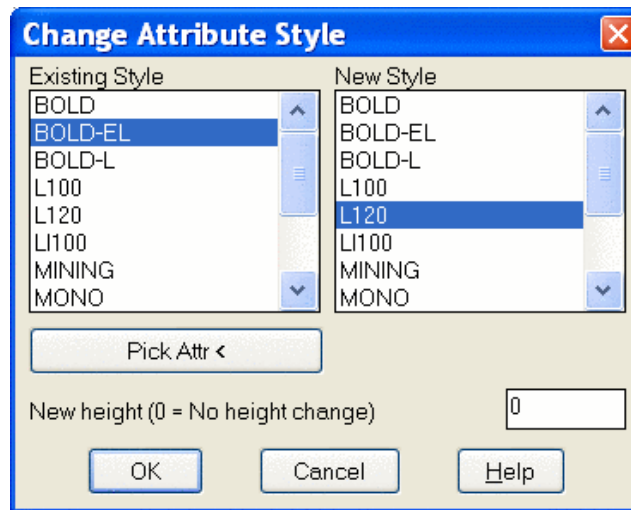 Change Attribute Style
Existing Style
BOLD
BOLD-EL
BOLD-L
L100
L120
LI100
MINING
MONO
New Style
BOLD
BOLD-EL
BOLD-L
L100
L120
LI100
MINING
MONO
Pick Attr <
New height (0 = No height change)
0
OK
Cancel
Help